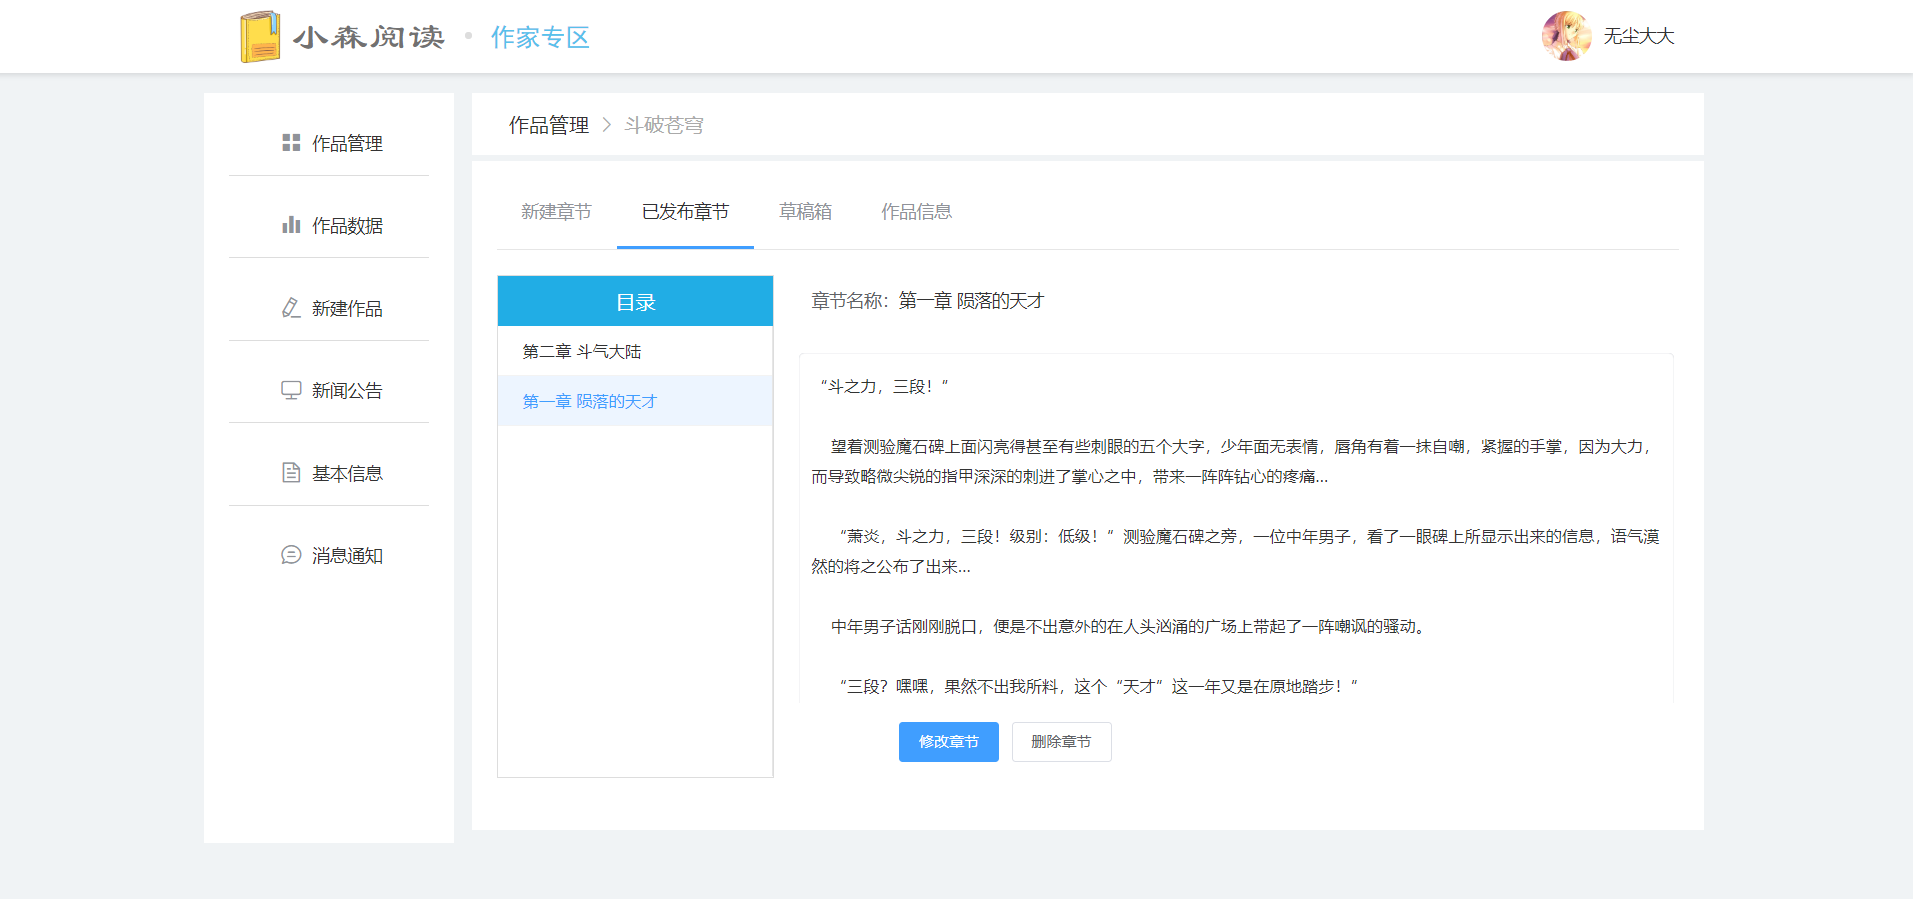 小森阅读
作家专区
无尘大大
作品管理
作品数据
新建作品
新闻公告
基本信息
消息通知
作品管理 > 斗破苍穹
新建章节 已发布章节 草稿箱 作品信息
目录
第二章 斗气大陆
第一章 陨落的天才
章节名称：第一章 陨落的天才
“斗之力，三段！”
望着测验魔石碑上面闪亮得甚至有些刺眼的五个大字，少年面无表情，唇角有着一抹自嘲，紧握的手掌，因为大力，
而导致略微尖锐的指甲深深的刺进了掌心之中，带来一阵阵钻心的疼痛...
“萧炎，斗之力，三段！级别：低级！”测验魔石碑之旁，一位中年男子，看了一眼碑上所显示出来的信息，语气漠
然的将之公布了出来...
中年男子话刚刚脱口，便是不出意外的在人头汹涌的广场上带起了一阵嘲讽的骚动。
“三段？嘿嘿，果然不出我所料，这个“天才”这一年又是在原地踏步！”
修改章节 删除章节